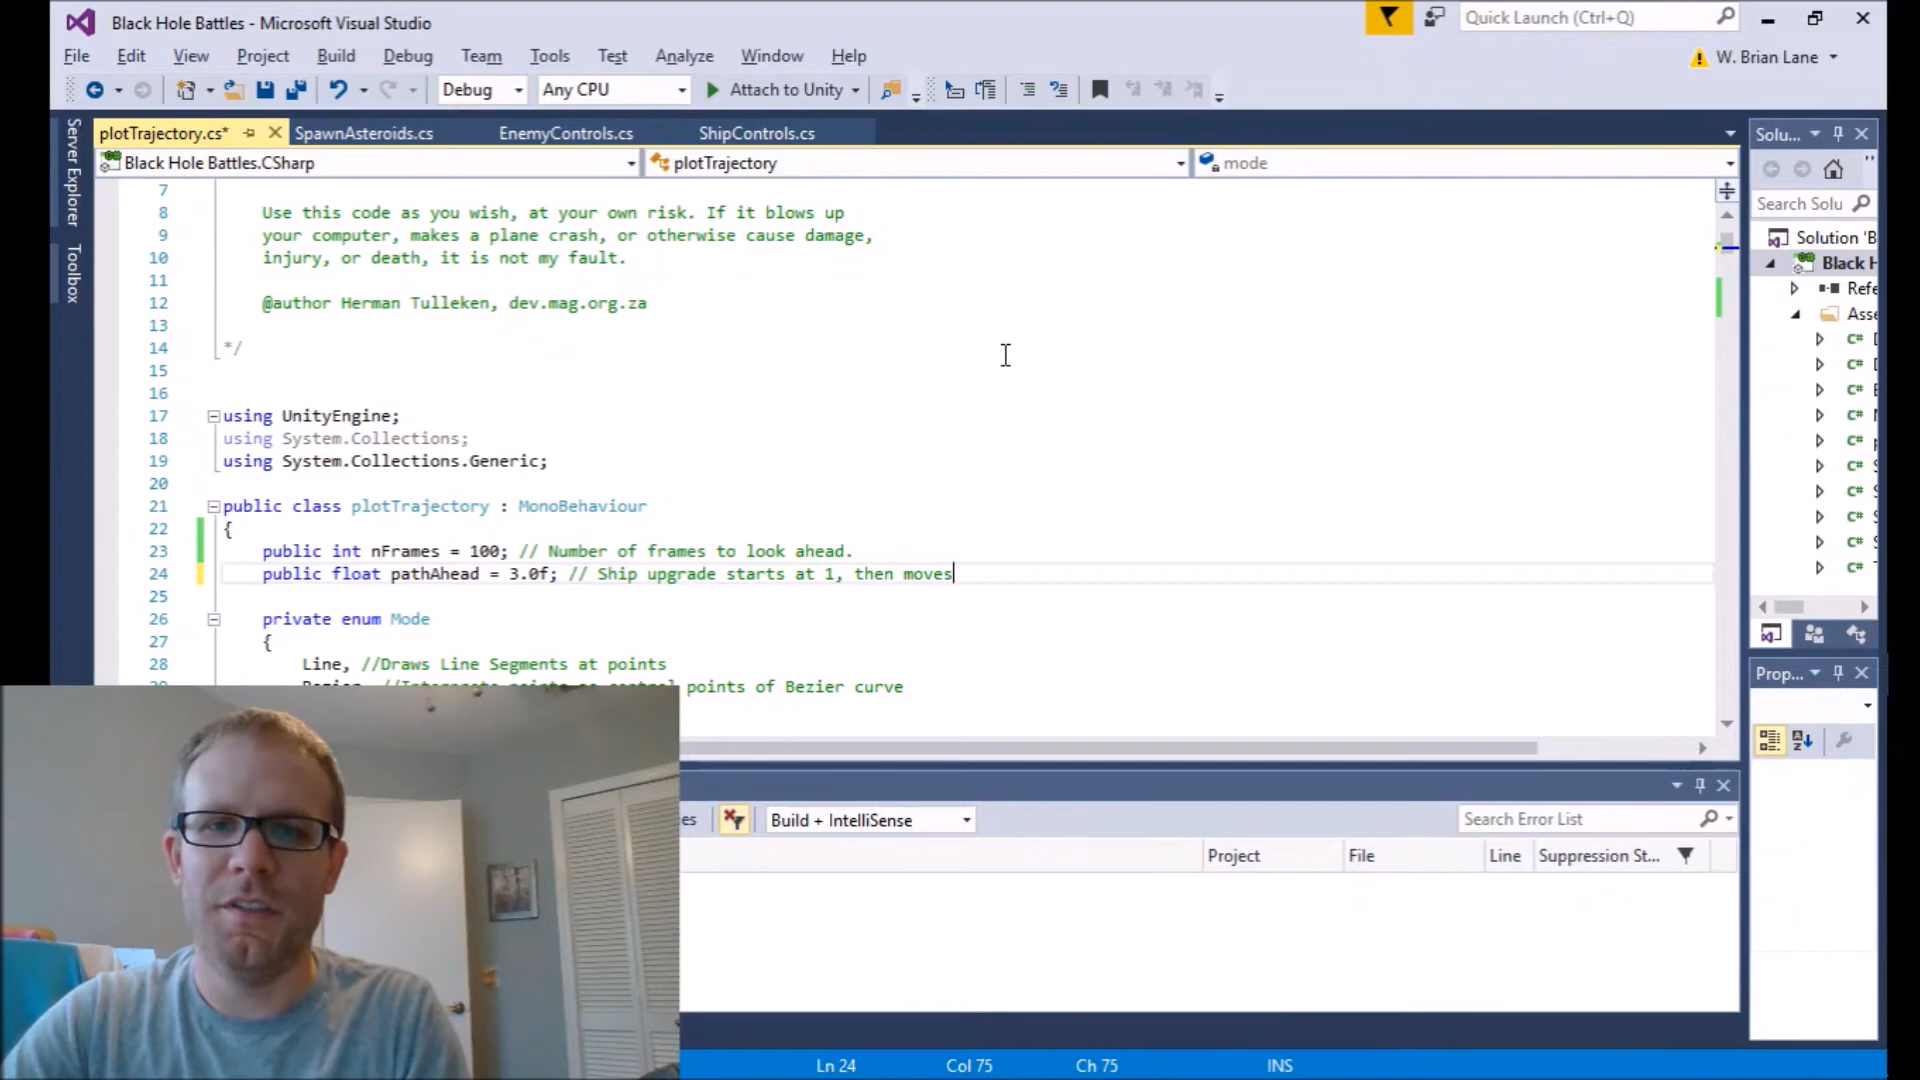 Black Hole Battles - Microsoft Visual Studio
Quick Launch (Ctrl+Q)
File Edit View Project Build Debug Team Tools Test Analyze Window Help
W. Brian Lane
Debug Any CPU Attach to Unity
Server Explorer
Toolbox
plotTrajectory.cs* SpawnAsteroids.cs EnemyControls.cs ShipControls.cs
Black Hole Battles.CSharp plotTrajectory mode
7
8 Use this code as you wish, at your own risk. If it blows up
9 your computer, makes a plane crash, or otherwise cause damage,
10 injury, or death, it is not my fault.
11
12 @author Herman Tulleken, dev.mag.org.za
13
14 */
15
16
17 using UnityEngine;
18 using System.Collections;
19 using System.Collections.Generic;
20
21 public class plotTrajectory : MonoBehaviour
22 {
23 public int nFrames = 100; // Number of frames to look ahead.
24 public float pathAhead = 3.0f; // Ship upgrade starts at 1, then moves
25
26 private enum Mode
27 {
28 Line, //Draws Line Segments at points
points of Bezier curve
Solu...
Search Solu
Solution 'B
Black H
Refe
Asse
C#
C#
C#
C#
C#
C#
C#
C#
C#
C#
Prop...
es Build + IntelliSense Search Error List
Project File Line Suppression St...
Ln 24 Col 75 Ch 75 INS